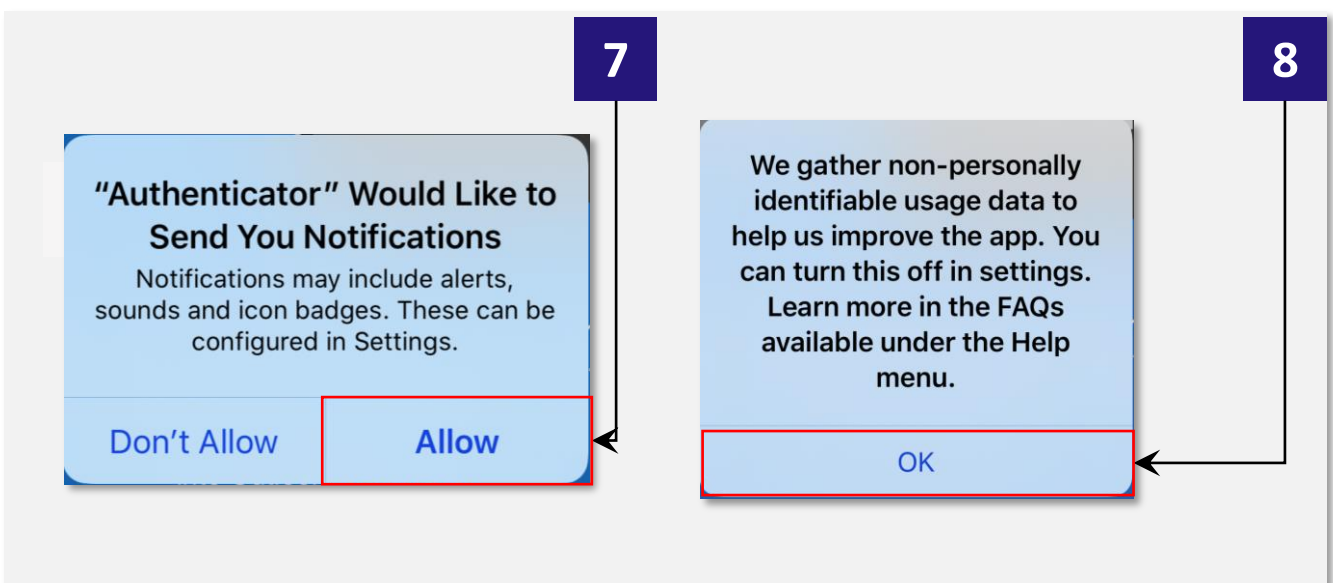 7
8
“Authenticator” Would Like to
Send You Notifications
Notifications may include alerts,
sounds and icon badges. These can be
configured in Settings.
Don’t Allow
Allow
We gather non-personally
identifiable usage data to
help us improve the app. You
can turn this off in settings.
Learn more in the FAQs
available under the Help
menu.
OK